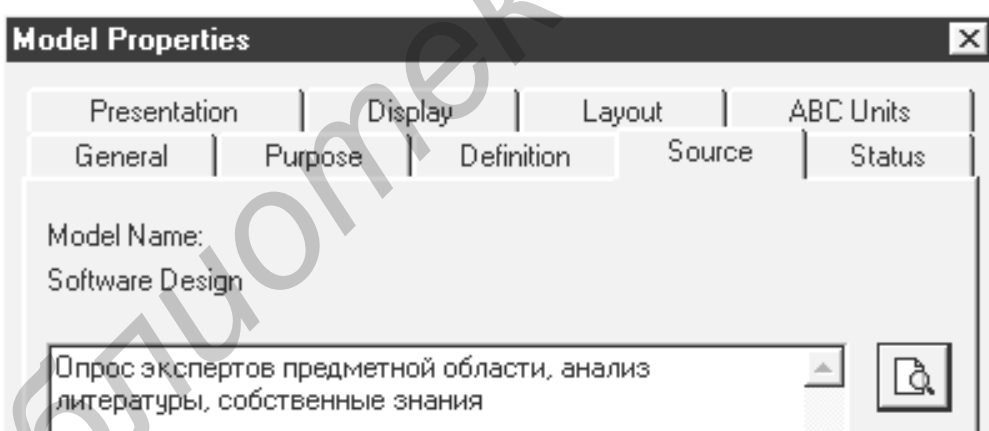 Model Properties
Presentation Display Layout ABC Units
General Purpose Definition Source Status
Model Name:
Software Design
Опрос экспертов предметной области, анализ
литературы, собственные знания